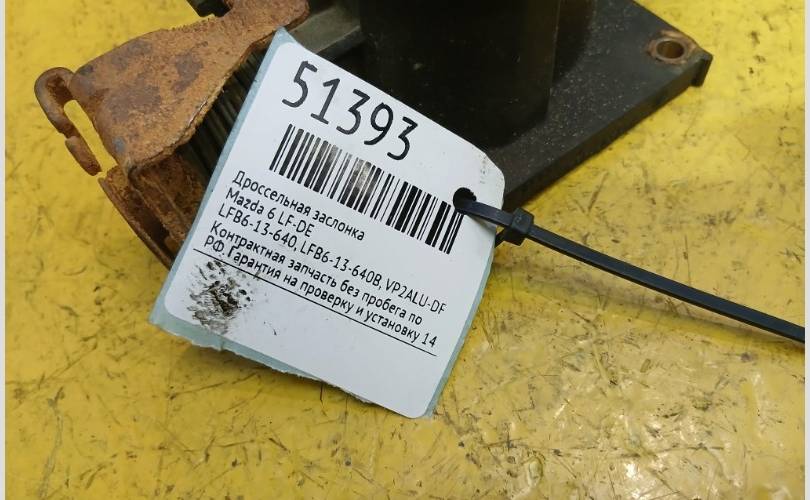 51393
Дроссельная заслонка
Mazda 6 LF-DE
LFB6-13-640, LFB6-13-640B, VP2ALU-DF
Контрактная запчасть без пробега по
РФ. Гарантия на проверку и установку 14